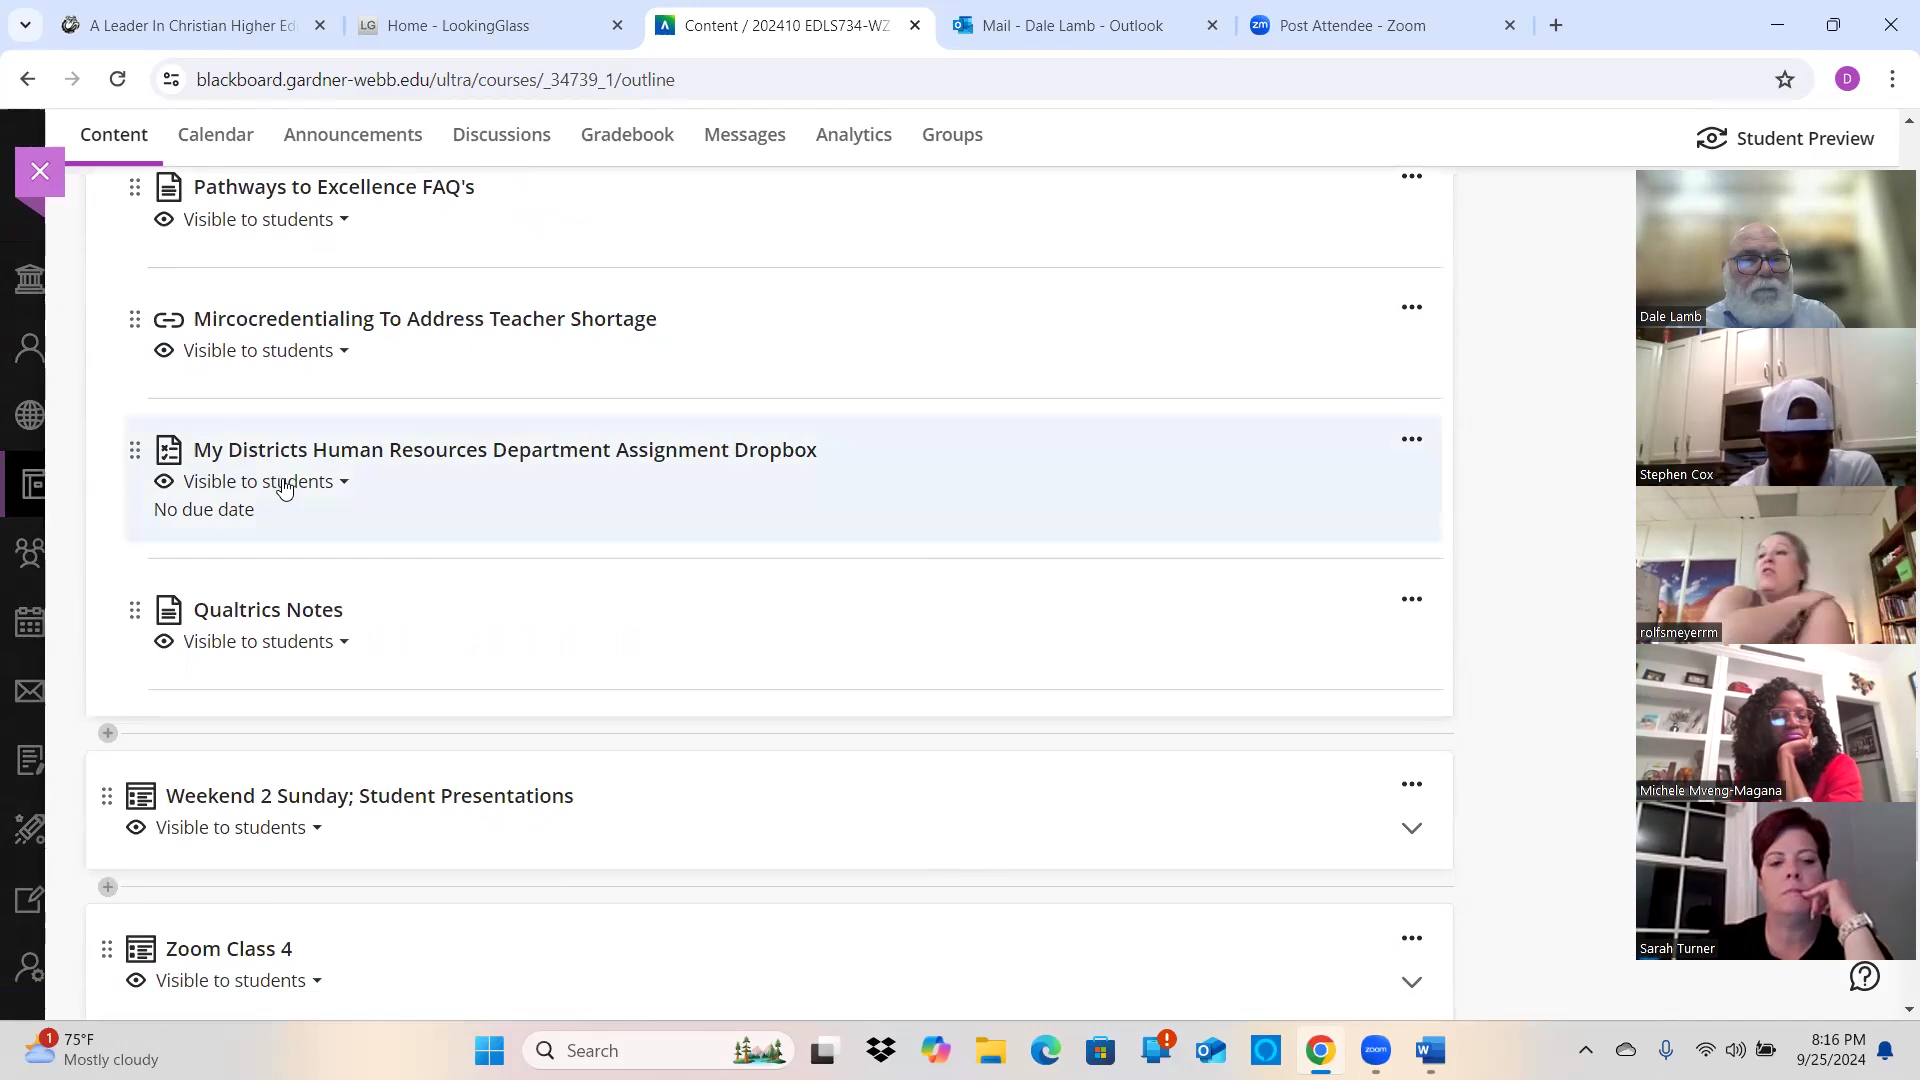 A Leader In Christian Higher Ed
LG Home - LookingGlass
Content / 202410 EDLS734-WZ
Mail - Dale Lamb - Outlook
zm Post Attendee - Zoom
blackboard.gardner-webb.edu/ultra/courses/_34739_1/outline
D
Content Calendar Announcements Discussions Gradebook Messages Analytics Groups
Student Preview
Pathways to Excellence FAQ's
Visible to students
Mircocredentialing To Address Teacher Shortage
Visible to students
My Districts Human Resources Department Assignment Dropbox
Visible to students
No due date
Qualtrics Notes
Visible to students
Weekend 2 Sunday; Student Presentations
Visible to students
Zoom Class 4
Visible to students
Dale Lamb
Stephen Cox
rolfsmeyerrm
Michele Mveng-Magana
Sarah Turner
1
75°F
Mostly cloudy
Search
zoom
8:16 PM
9/25/2024